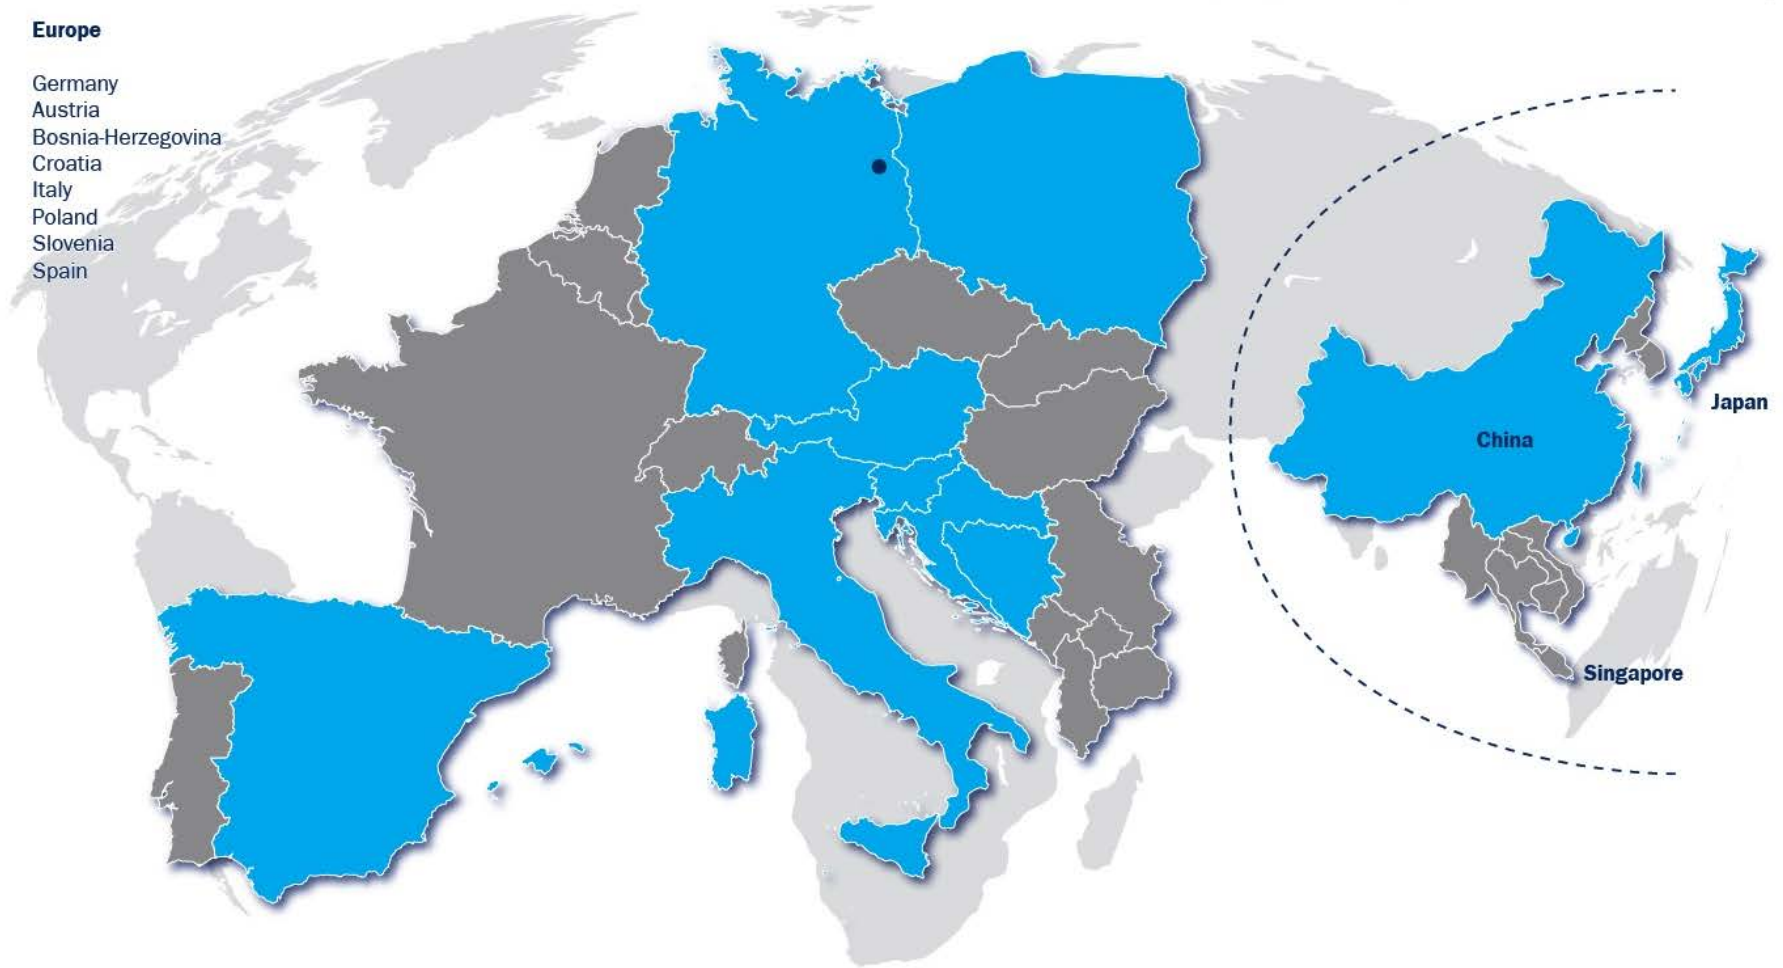 Europe
Germany
Austria
Bosnia-Herzegovina
Croatia
Italy
Poland
Slovenia
Spain
Japan
China
Singapore